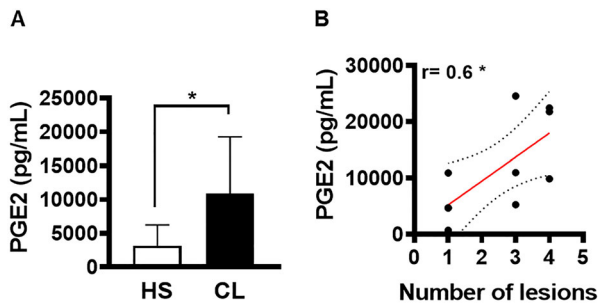 A
PGE2 (pg/mL)
25000
20000
15000
10000
5000
0
*
HS
CL
B
PGE2 (pg/mL)
30000
20000
10000
0
r= 0.6 *
0
1
2
3
4
5
Number of lesions